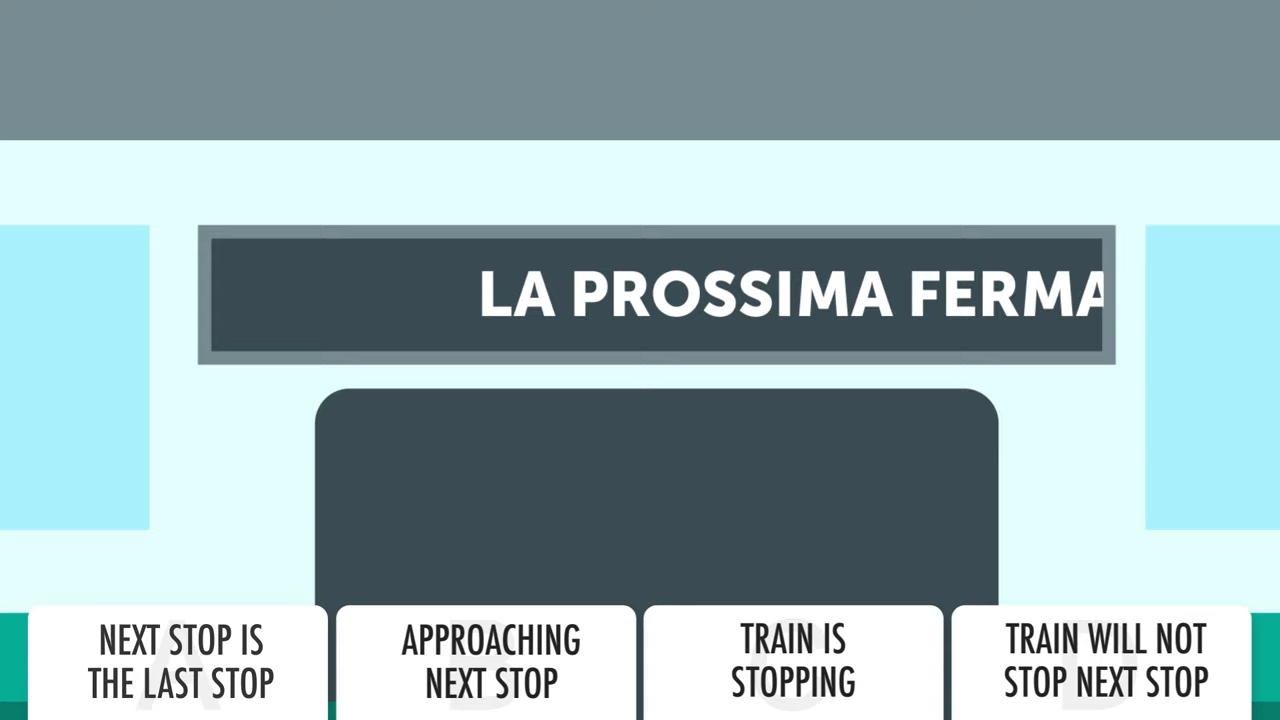 LA PROSSIMA FERMA
NEXT STOP IS
THE LAST STOP
APPROACHING
NEXT STOP
TRAIN IS
STOPPING
TRAIN WILL NOT
STOP NEXT STOP
A
B
C
D